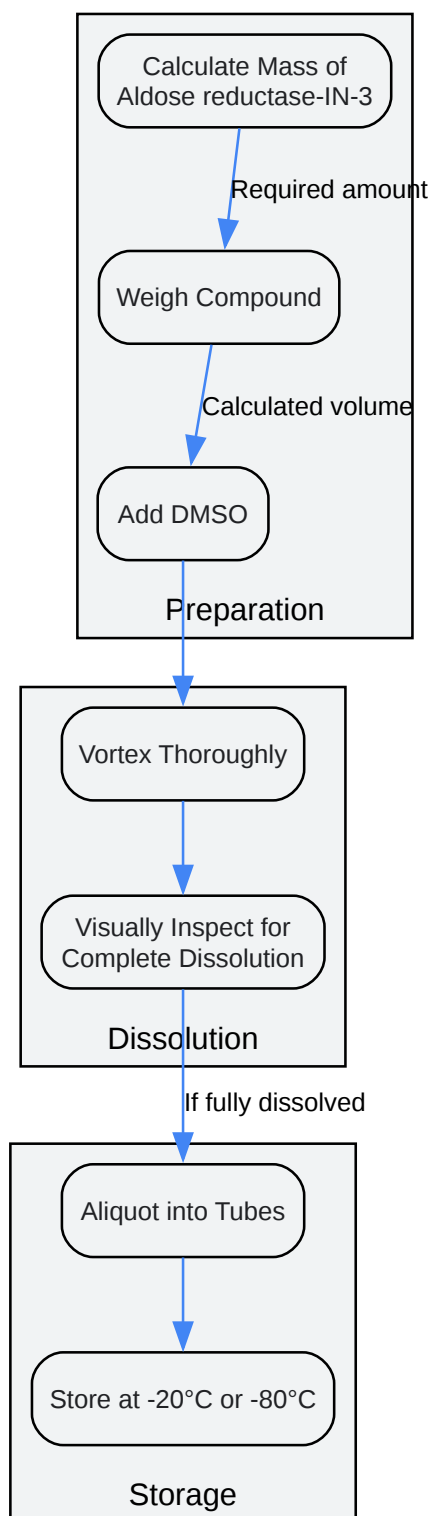 Calculate Mass of
Aldose reductase-IN-3
Required amount
Weigh Compound
Calculated volume
Add DMSO
Preparation
Vortex Thoroughly
Visually Inspect for
Complete Dissolution
Dissolution
If fully dissolved
Aliquot into Tubes
Store at -20°C or -80°C
Storage